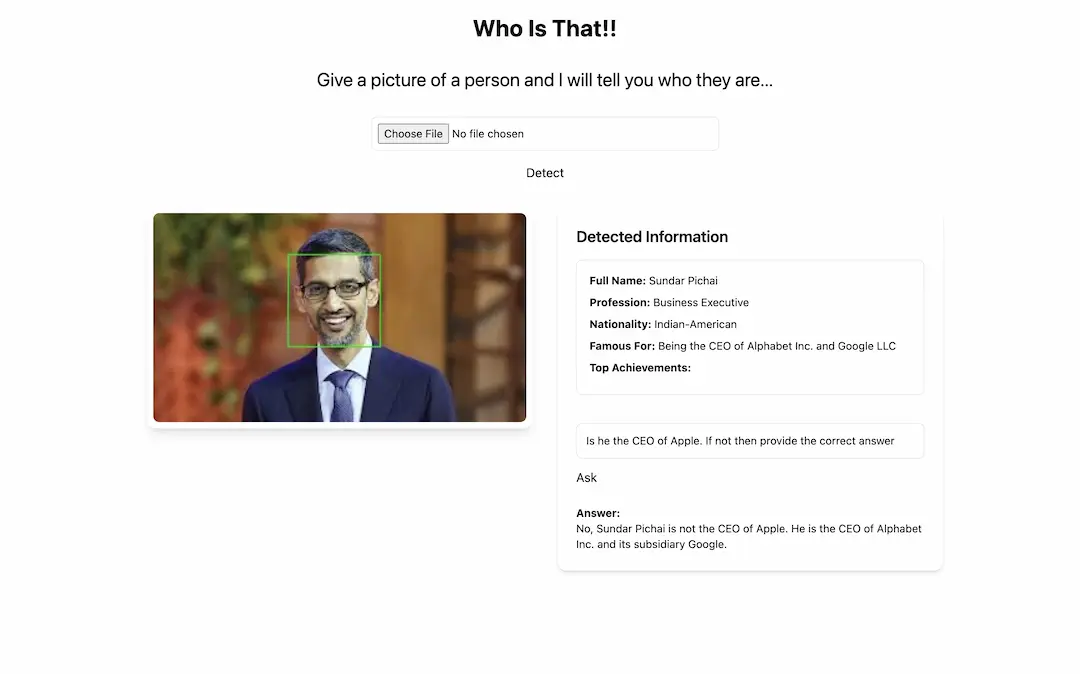 Who Is That!!
Give a picture of a person and I will tell you who they are...
Choose File No file chosen
Detect
Detected Information
Full Name: Sundar Pichai
Profession: Business Executive
Nationality: Indian-American
Famous For: Being the CEO of Alphabet Inc. and Google LLC
Top Achievements:
Is he the CEO of Apple. If not then provide the correct answer
Ask
Answer:
No, Sundar Pichai is not the CEO of Apple. He is the CEO of Alphabet
Inc. and its subsidiary Google.